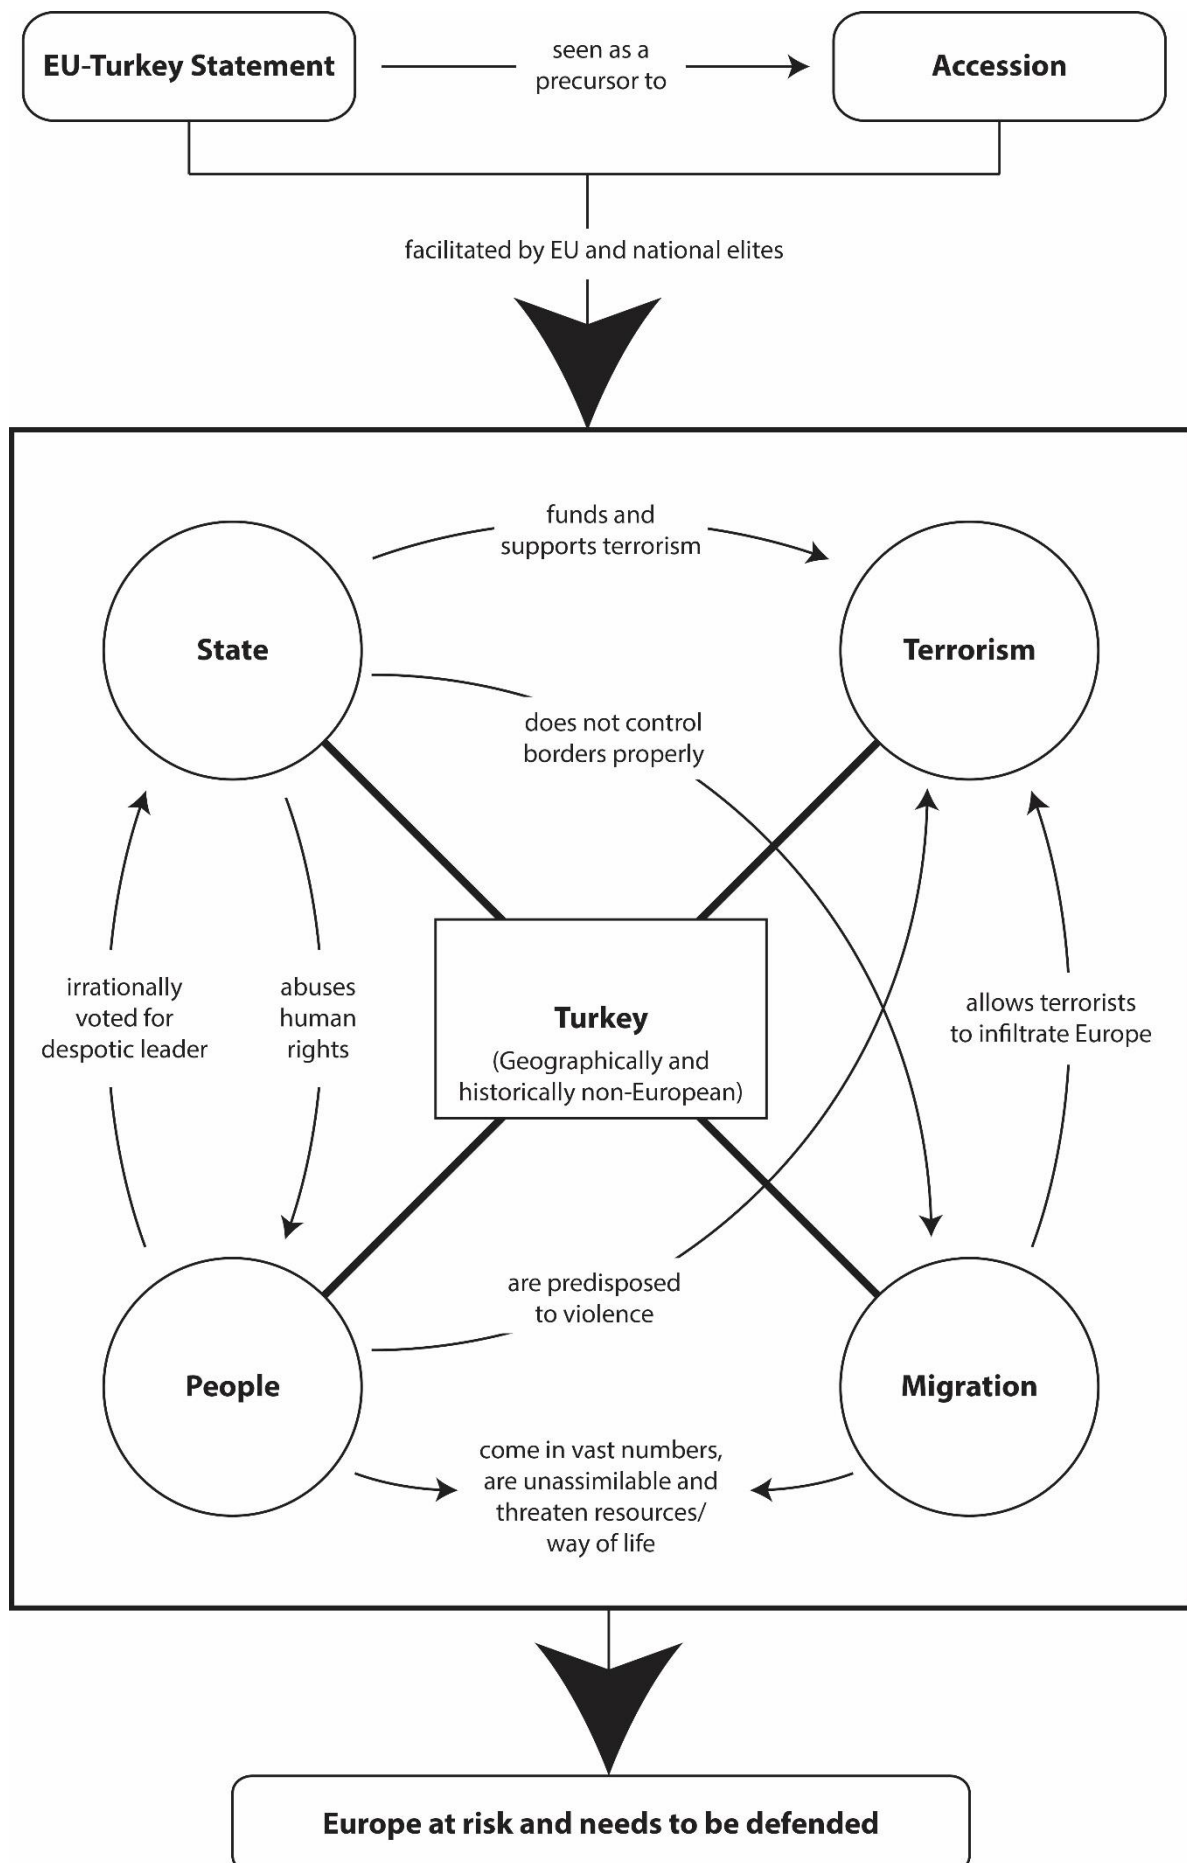 EU-Turkey Statement
seen as a
precursor to
Accession
facilitated by EU and national elites
funds and
supports terrorism
State
Terrorism
does not control
borders properly
irrationally
voted for
despotic leader
abuses
human
rights
Turkey
(Geographically and
historically non-European)
allows terrorists
to infiltrate Europe
are predisposed
to violence
People
Migration
come in vast numbers,
are unassimilable and
threaten resources/
way of life
Europe at risk and needs to be defended